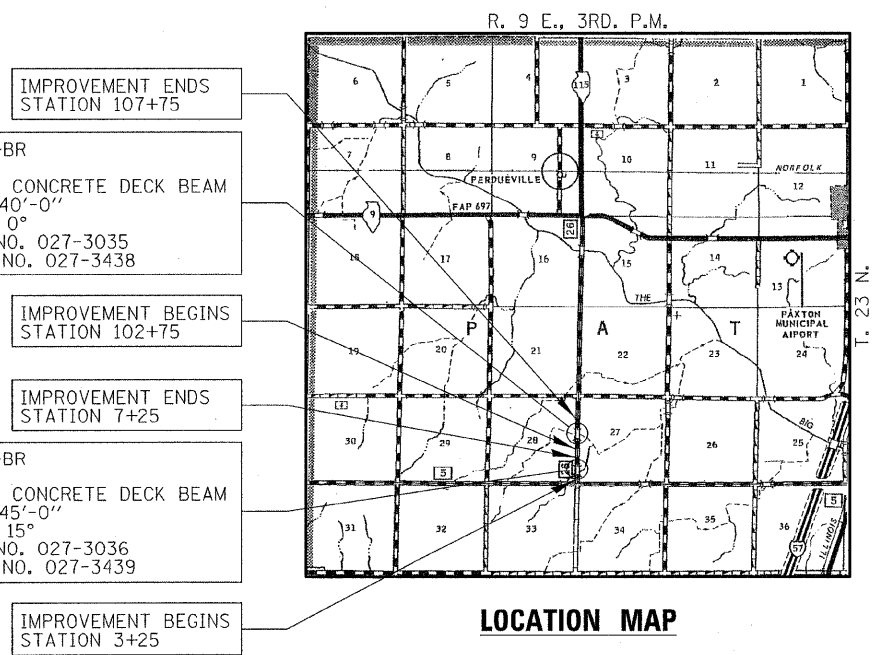 R. 9 E., 3RD. P.M.
IMPROVEMENT ENDS
STATION 107+75
-BR
CONCRETE DECK BEAM
40'-0"
0°
NO. 027-3035
NO. 027-3438
IMPROVEMENT BEGINS
STATION 102+75
IMPROVEMENT ENDS
STATION 7+25
-BR
CONCRETE DECK BEAM
45'-0"
15°
NO. 027-3036
NO. 027-3439
IMPROVEMENT BEGINS
STATION 3+25
6 5 4 115 3 2 1
7 8 9 10 11 NORFOLK 12
PERDUEVILLE
9 FAP 697
26
18 17 16 15 14 13
THE
PAXTON
MUNICIPAL
AIPORT
P A T
19 20 21 22 23 24
T. 23 N.
30 29 28 27 26 25
BIG
5 26 5
31 32 33 34 35 36
57
ILLINOIS
LOCATION MAP